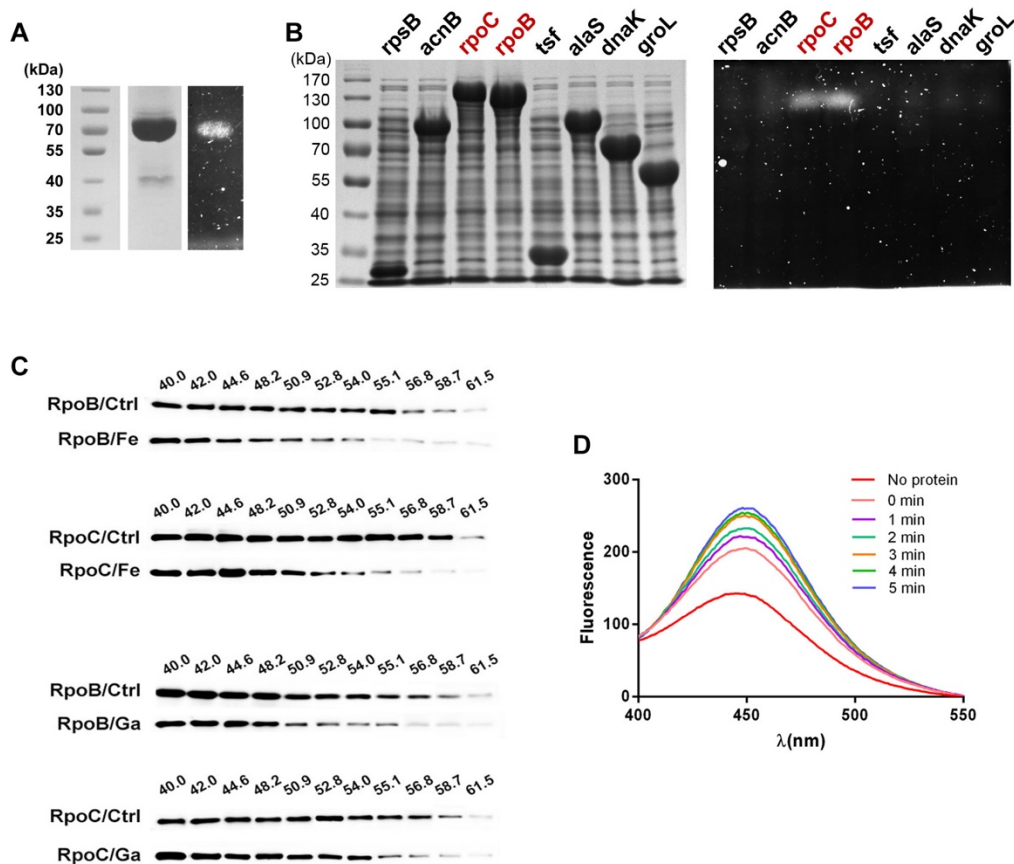 A
(kDa)
130
100
70
55
40
35
25
B
rpsB acnB rpoC rpoB tsf alaS dnaK groL
(kDa)
170
130
100
70
55
40
35
25
rpsB acnB rpoC rpoB tsf alaS dnaK groL
C
40.0 42.0 44.6 48.2 50.9 52.8 54.0 55.1 56.8 58.7 61.5
RpoB/Ctrl
RpoB/Fe
40.0 42.0 44.6 48.2 50.9 52.8 54.0 55.1 56.8 58.7 61.5
RpoC/Ctrl
RpoC/Fe
40.0 42.0 44.6 48.2 50.9 52.8 54.0 55.1 56.8 58.7 61.5
RpoB/Ctrl
RpoB/Ga
40.0 42.0 44.6 48.2 50.9 52.8 54.0 55.1 56.8 58.7 61.5
RpoC/Ctrl
RpoC/Ga
D
Fluorescence
300
200
100
0
400 450 500 550
λ(nm)
No protein
0 min
1 min
2 min
3 min
4 min
5 min